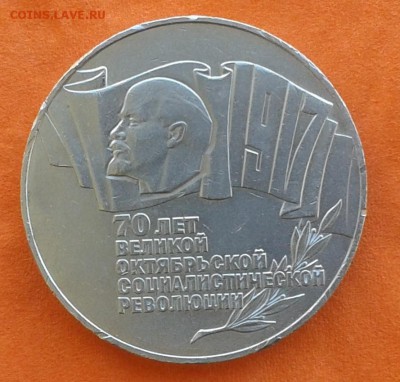 COINS.LAVE.RU
1917
70 ЛЕТ
ВЕЛИКОЙ
ОКТЯБРЬСКОЙ
СОЦИАЛИСТИЧЕСКОЙ
РЕВОЛЮЦИИ